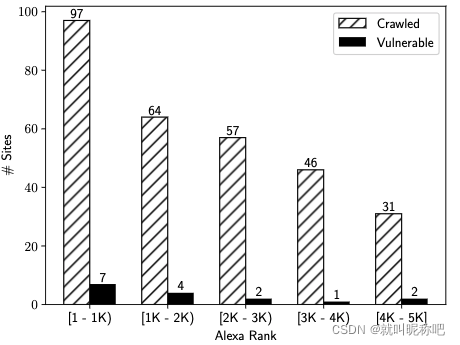 Crawled
Vulnerable
# Sites
100
80
60
40
20
0
97
7
64
4
57
2
46
1
31
2
[1 - 1K)
[1K - 2K)
[2K - 3K)
[3K - 4K)
[4K - 5K]
Alexa Rank
CSDN @就叫昵称吧